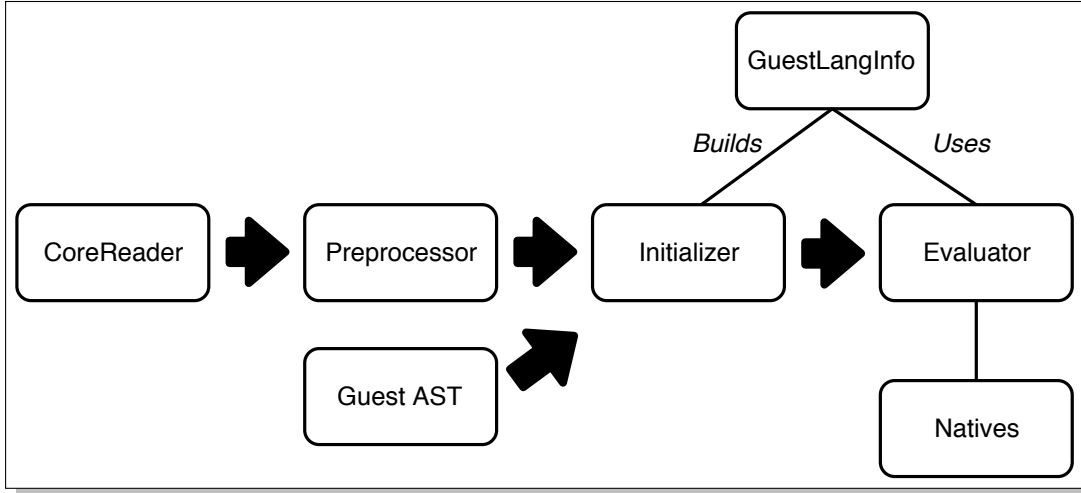 GuestLangInfo
Builds
Uses
CoreReader
Preprocessor
Initializer
Evaluator
Guest AST
Natives